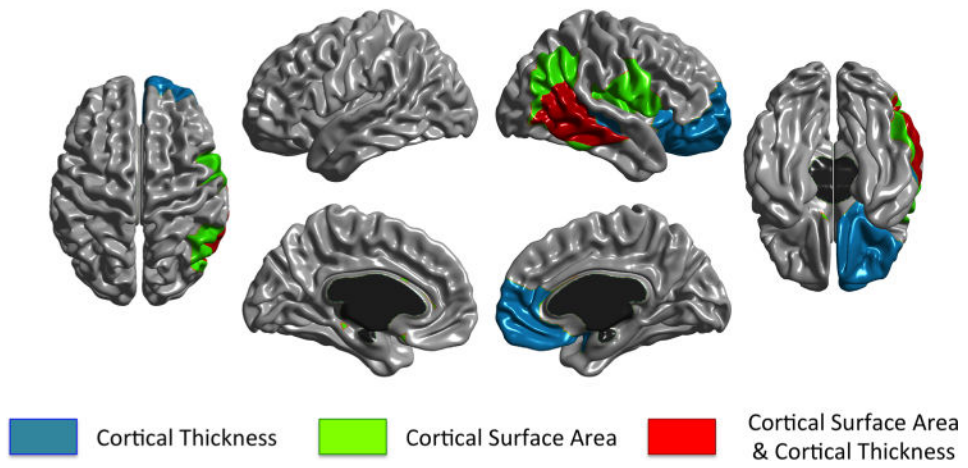 Cortical Thickness
Cortical Surface Area
Cortical Surface Area
& Cortical Thickness